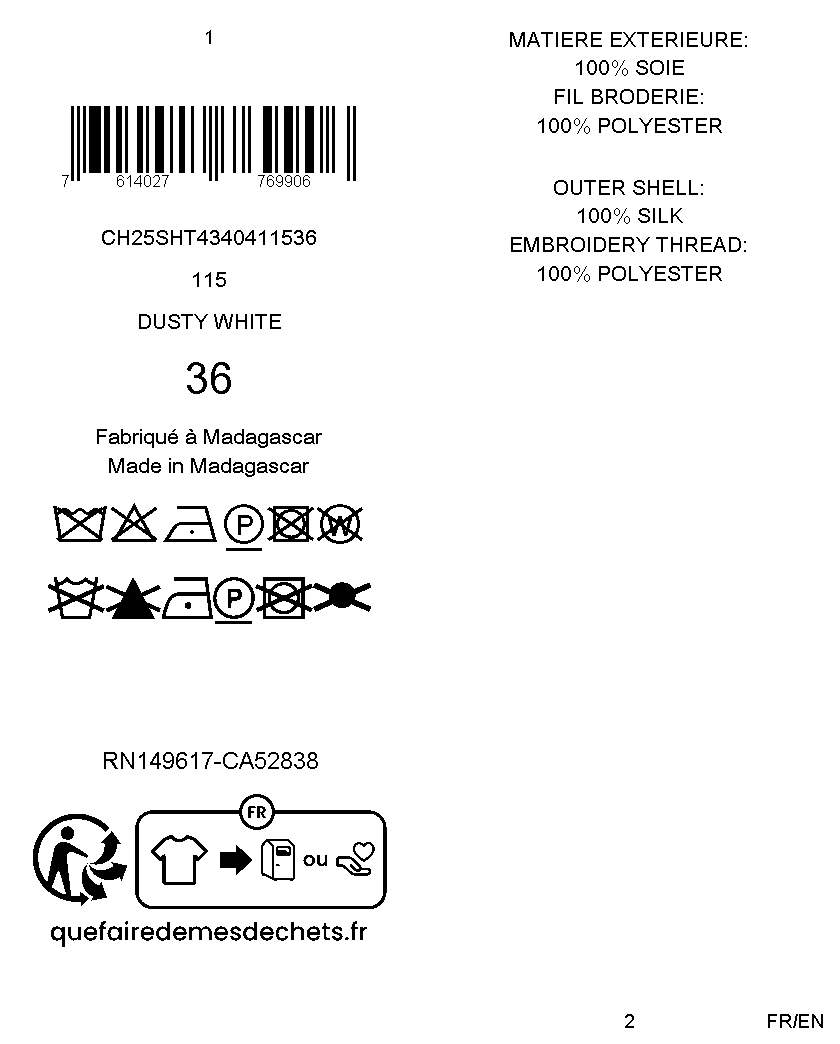 1
7 614027 769906
CH25SHT4340411536
115
DUSTY WHITE
36
Fabriqué à Madagascar
Made in Madagascar
P W
P
RN149617-CA52838
FR
ou
quefairedemesdechets.fr
MATIERE EXTERIEURE:
100% SOIE
FIL BRODERIE:
100% POLYESTER
OUTER SHELL:
100% SILK
EMBROIDERY THREAD:
100% POLYESTER
2
FR/EN